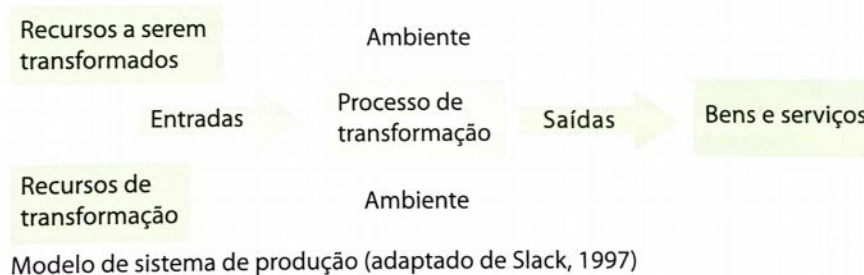 Recursos a serem
transformados
Ambiente
Entradas
Processo de
transformação
Saídas
Bens e serviços
Recursos de
transformação
Ambiente
Modelo de sistema de produção (adaptado de Slack, 1997)